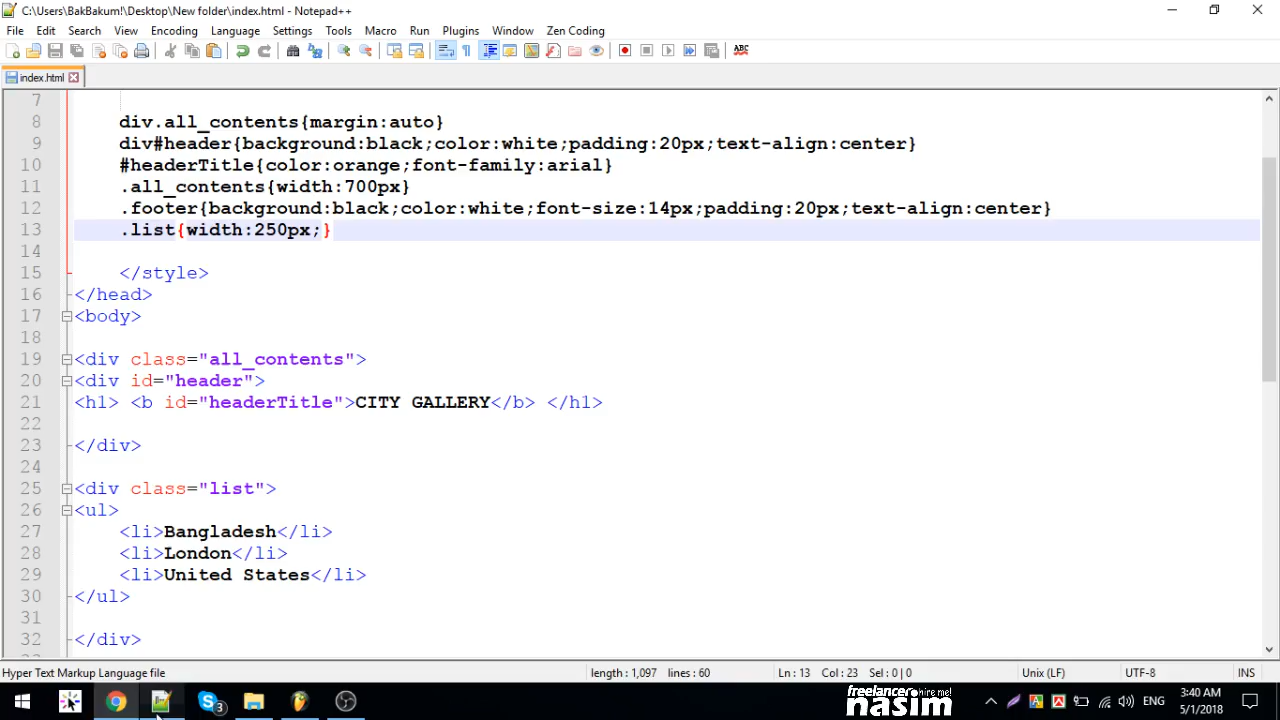 C:\Users\BakBakum!\Desktop\New folder\index.html - Notepad++
File Edit Search View Encoding Language Settings Tools Macro Run Plugins Window Zen Coding
ABC
index.html
7
8 div.all_contents{margin:auto}
9 div#header{background:black;color:white;padding:20px;text-align:center}
10 #headerTitle{color:orange;font-family:arial}
11 .all_contents{width:700px}
12 .footer{background:black;color:white;font-size:14px;padding:20px;text-align:center}
13 .list{width:250px;}
14
15 </style>
16 </head>
17 <body>
18
19 <div class="all_contents">
20 <div id="header">
21 <h1> <b id="headerTitle">CITY GALLERY</b> </h1>
22
23 </div>
24
25 <div class="list">
26 <ul>
27 <li>Bangladesh</li>
28 <li>London</li>
29 <li>United States</li>
30 </ul>
31
32 </div>
Hyper Text Markup Language file length : 1,097 lines : 60 Ln : 13 Col : 23 Sel : 0 | 0 Unix (LF) UTF-8 INS
3
freelancer hire me!
nasim
ENG
3:40 AM
5/1/2018